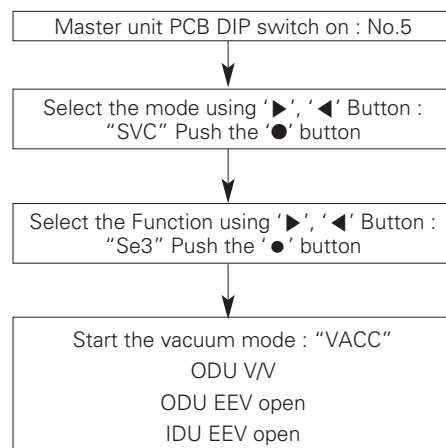 Master unit PCB DIP switch on : No.5
Select the mode using ‘▶’, ‘◀’ Button :
“SVC” Push the ‘●’ button
Select the Function using ‘▶’, ‘◀’ Button :
“Se3” Push the ‘●’ button
Start the vacuum mode : “VACC”
ODU V/V
ODU EEV open
IDU EEV open